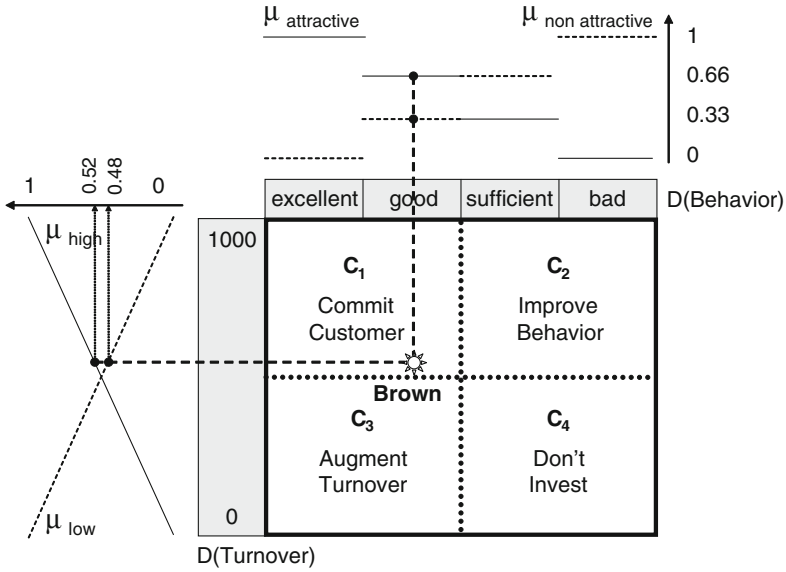 μ attractive
μ non attractive
1
0.66
0.33
0
1
0.52
0.48
0
excellent
good
sufficient
bad
D(Behavior)
μ high
1000
C1
Commit
Customer
C2
Improve
Behavior
Brown
C3
Augment
Turnover
C4
Don't
Invest
μ low
0
D(Turnover)